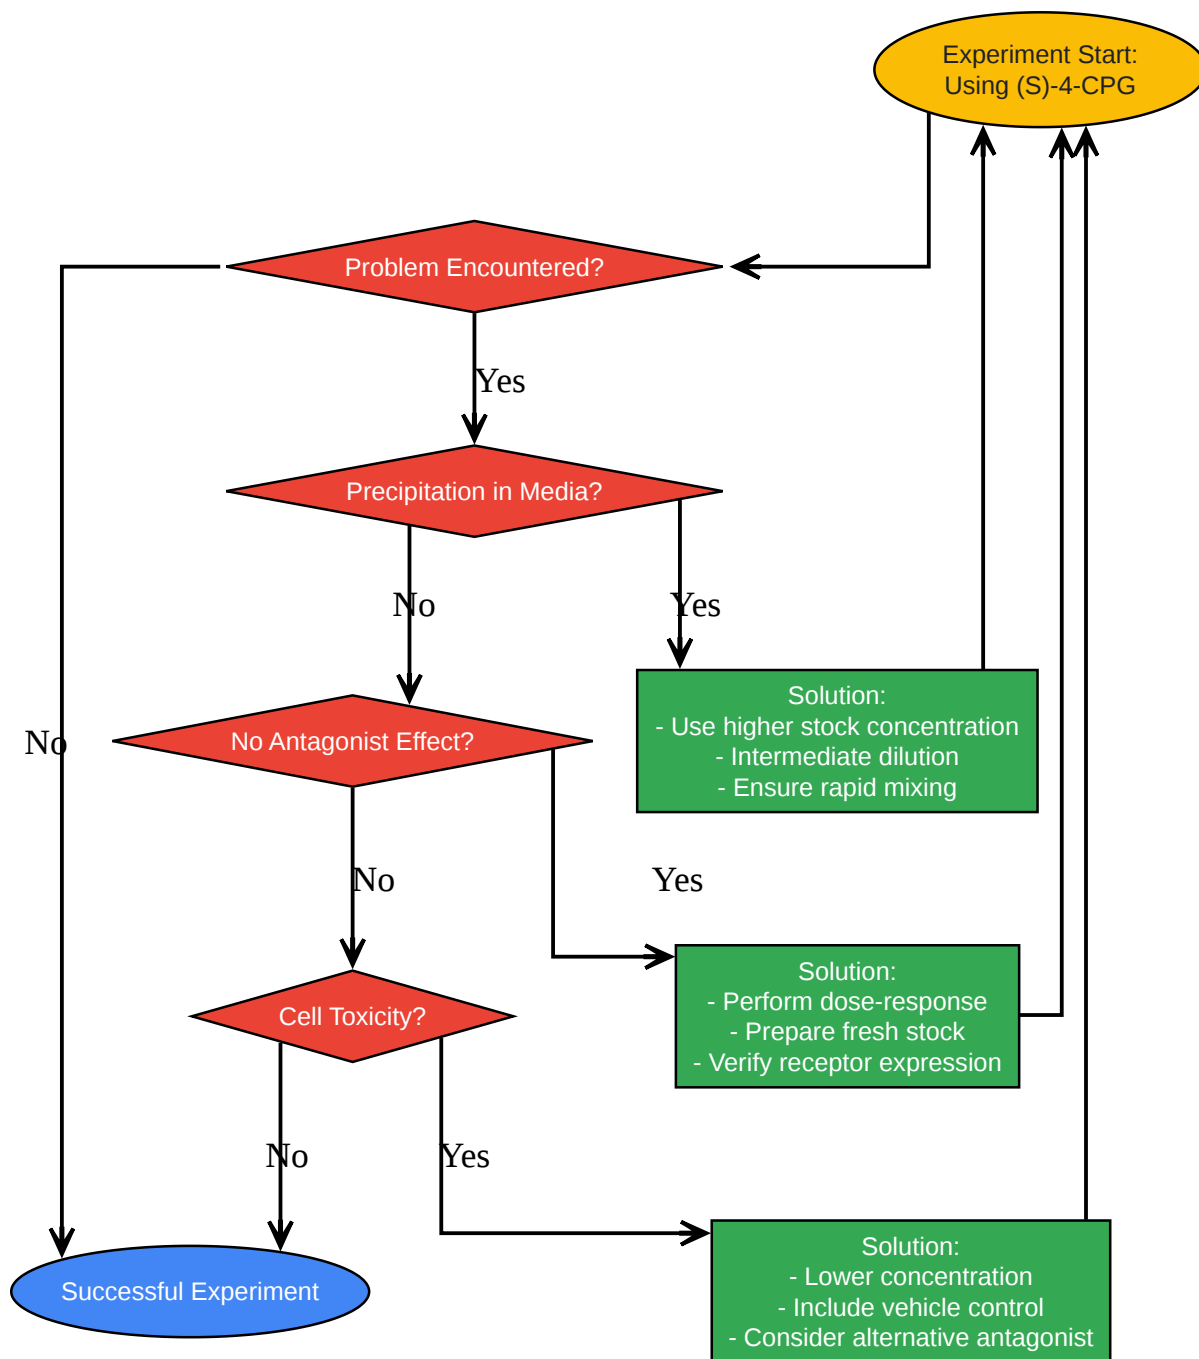 Experiment Start:
Using (S)-4-CPG
Problem Encountered?
Yes
Precipitation in Media?
No
Yes
Solution:
- Use higher stock concentration
- Intermediate dilution
- Ensure rapid mixing
No Antagonist Effect?
No
No
Yes
Solution:
- Perform dose-response
- Prepare fresh stock
- Verify receptor expression
Cell Toxicity?
No
Yes
Solution:
- Lower concentration
- Include vehicle control
- Consider alternative antagonist
Successful Experiment